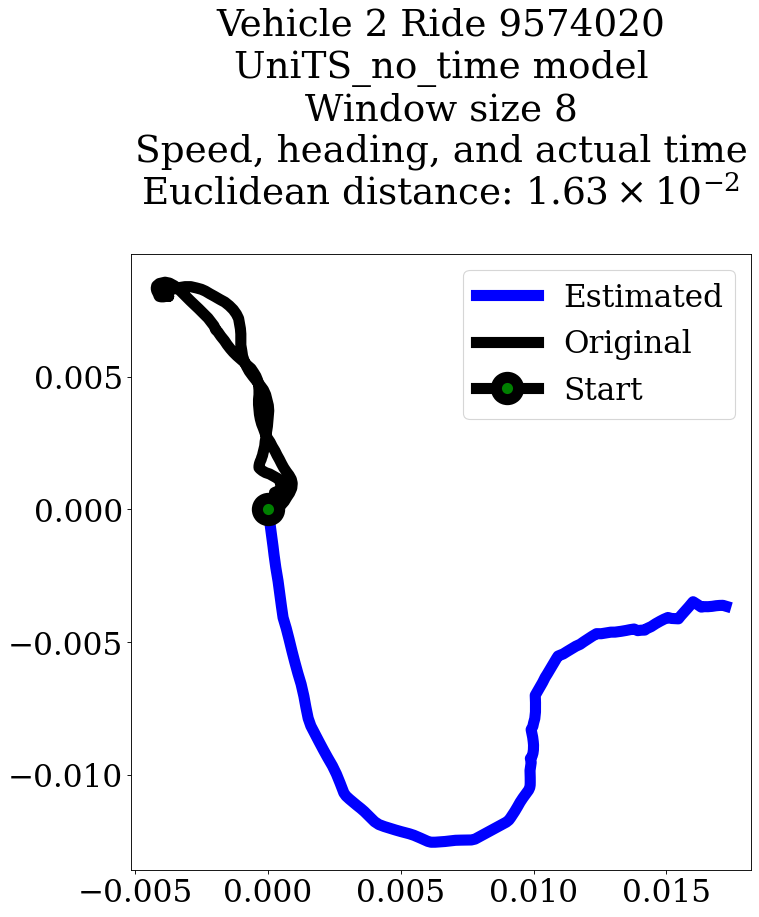 Vehicle 2 Ride 9574020
UniTS_no_time model
Window size 8
Speed, heading, and actual time
Euclidean distance: 1.63 × 10⁻²
Estimated
Original
Start
0.005
0.000
−0.005
−0.010
−0.005 0.000 0.005 0.010 0.015